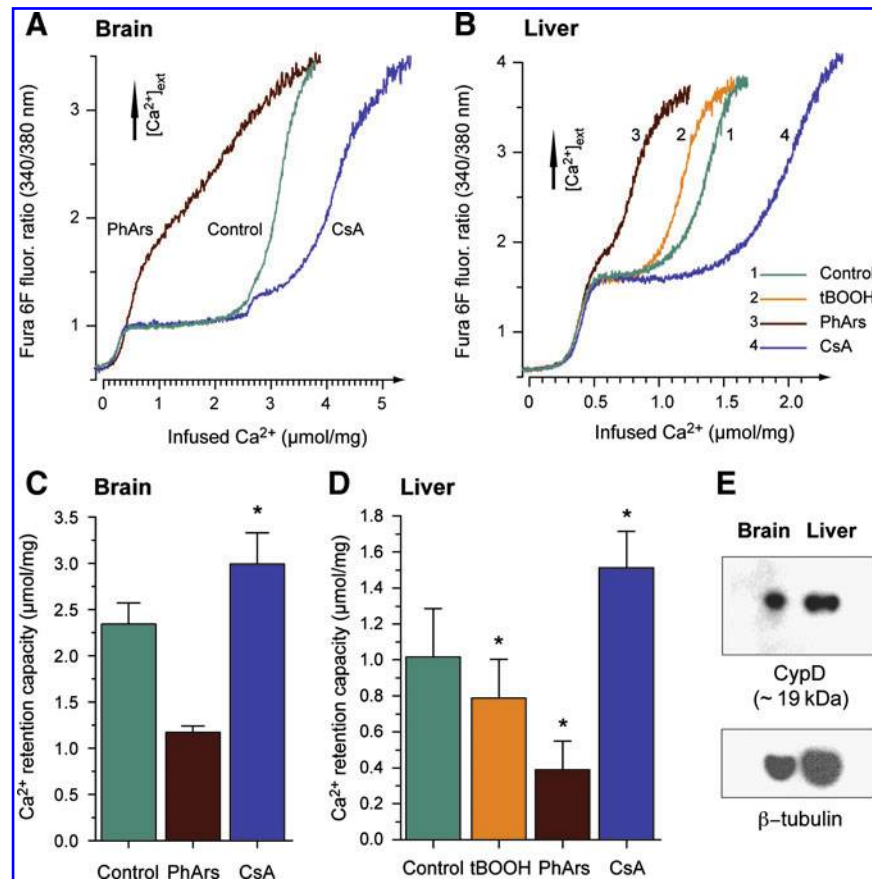 A Brain
Fura 6F fluor. ratio (340/380 nm)
3
2
1
[Ca²⁺]ext
PhArs
Control
CsA
0 1 2 3 4 5
Infused Ca²⁺ (μmol/mg)
B Liver
Fura 6F fluor. ratio (340/380 nm)
4
3
2
1
[Ca²⁺]ext
3 2 1 4
1 Control
2 tBOOH
3 PhArs
4 CsA
0 0.5 1.0 1.5 2.0
Infused Ca²⁺ (μmol/mg)
C Brain
Ca²⁺ retention capacity (μmol/mg)
3.5
3.0
2.5
2.0
1.5
1.0
0.5
0.0
*
Control PhArs CsA
D Liver
Ca²⁺ retention capacity (μmol/mg)
1.8
1.6
1.4
1.2
1.0
0.8
0.6
0.4
0.2
0.0
* * *
Control tBOOH PhArs CsA
E
Brain Liver
CypD
(~ 19 kDa)
β–tubulin